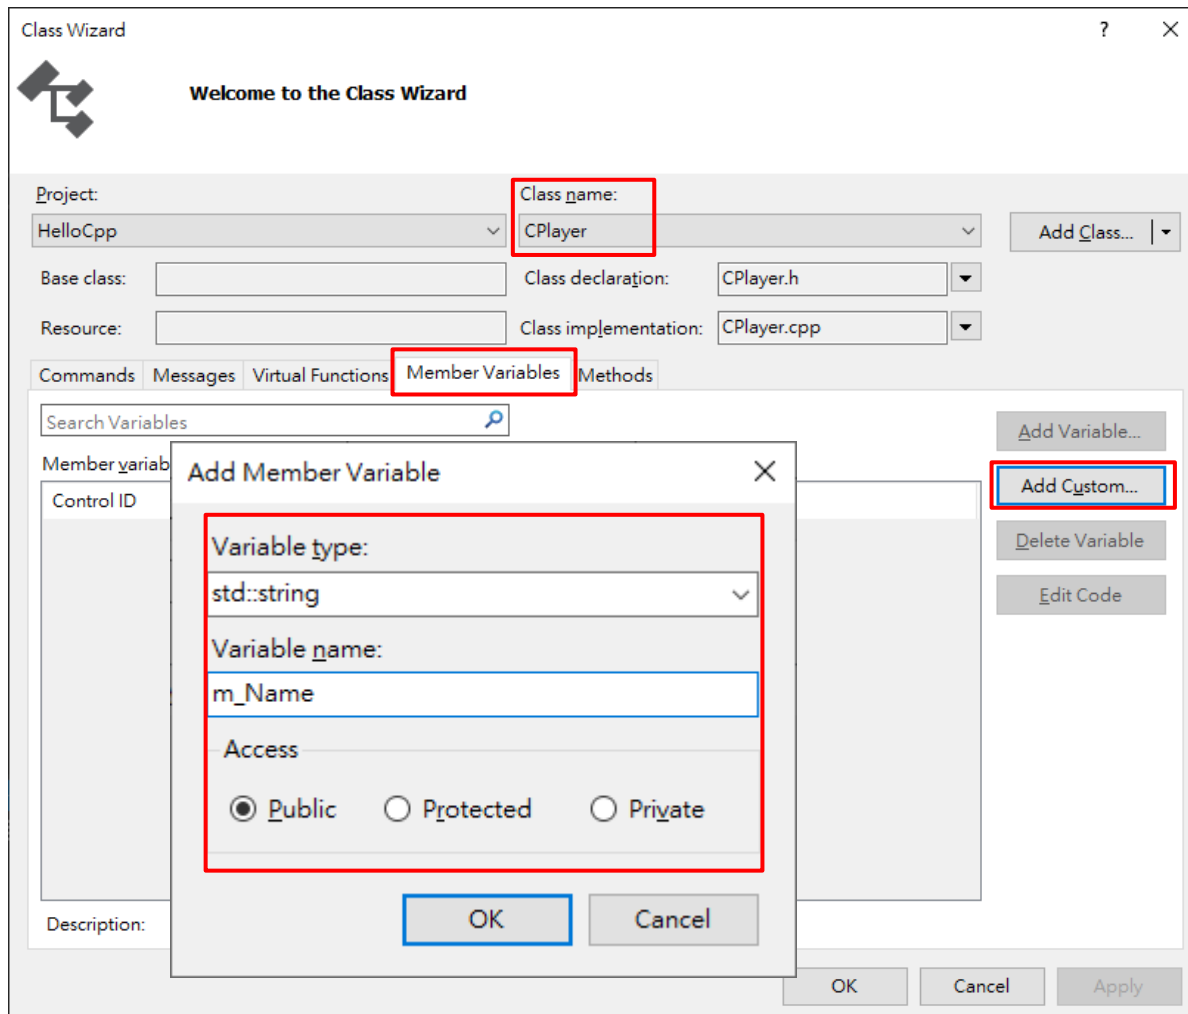 Class Wizard ?
Welcome to the Class Wizard
Project: Class name:
HelloCpp CPlayer Add Class...
Base class: Class declaration: CPlayer.h
Resource: Class implementation: CPlayer.cpp
Commands Messages Virtual Functions Member Variables Methods
Search Variables Add Variable...
Member variab
Control ID Add Custom...
Delete Variable
Edit Code
Add Member Variable
Variable type:
std::string
Variable name:
m_Name
Access
Public Protected Private
OK Cancel
Description:
OK Cancel Apply